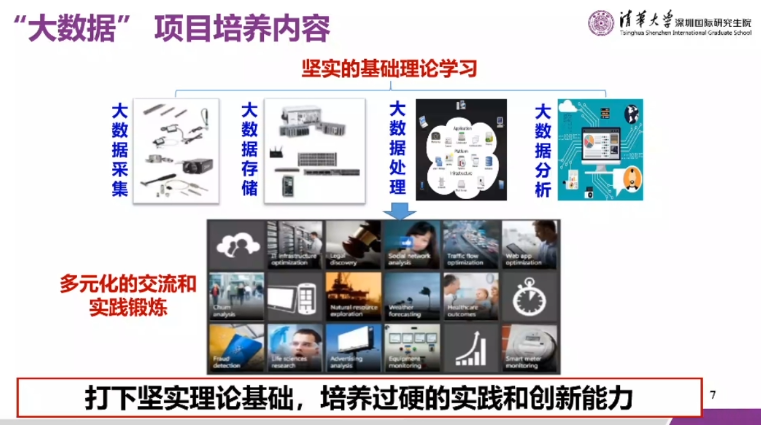 “大数据” 项目培养内容
清华大学 深圳国际研究生院
Tsinghua Shenzhen International Graduate School
坚实的基础理论学习
大数据采集
大数据存储
大数据处理
大数据分析
Application
Platform
Infrastructure
多元化的交流和
实践锻炼
IT infrastructure
optimization
Legal
discovery
Social network
analysis
Traffic flow
optimization
Web app
optimization
Churn
analysis
Natural resource
exploration
Weather
forecasting
Healthcare
outcomes
Fraud
detection
Life sciences
research
Advertising
analysis
Equipment
monitoring
Smart meter
monitoring
打下坚实理论基础，培养过硬的实践和创新能力
7